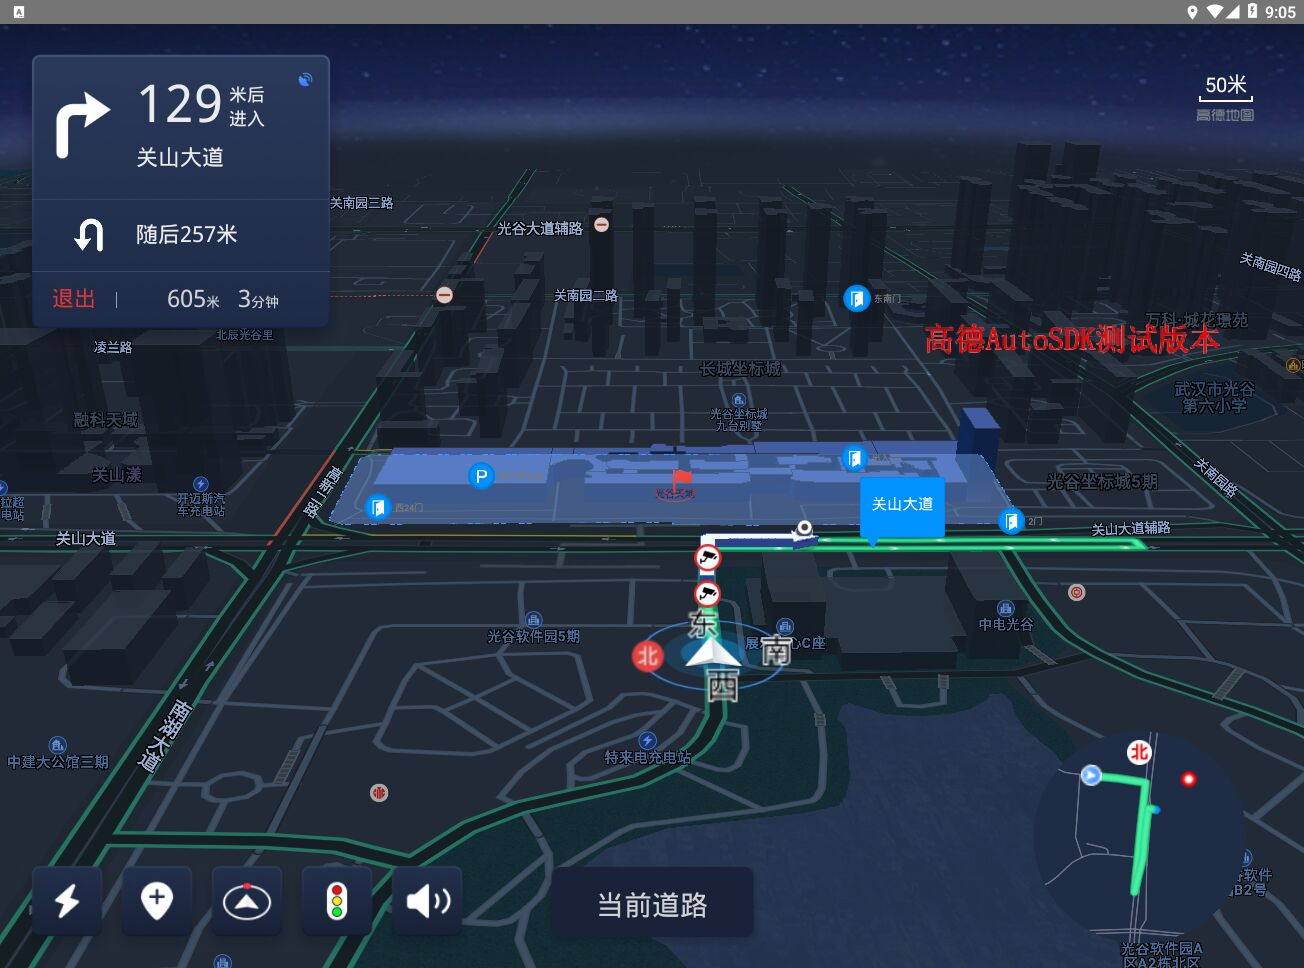 A
9:05
129 米后
进入
关山大道
随后257米
退出 605米 3分钟
50米
高德地图
关南园三路
光谷大道辅路
关南园二路
关南园四路
东南门
万科·城花璟苑
高德AutoSDK测试版本
北辰光谷里
凌兰路
长城坐标城
武汉市光谷
第六小学
光谷坐标城
九台别墅
融科天域
关山漾
开迈斯汽
车充电站
拉超
电站
高新二路
P
西24门
光谷天地
关山大道
光谷坐标城5期
关南园路
2门
关山大道辅路
关山大道
东
北
南
西
光谷软件园5期
中电光谷
南湖大道
中建大公馆三期
特来电充电站
北
当前道路
光谷软件园A
区A2栋北区